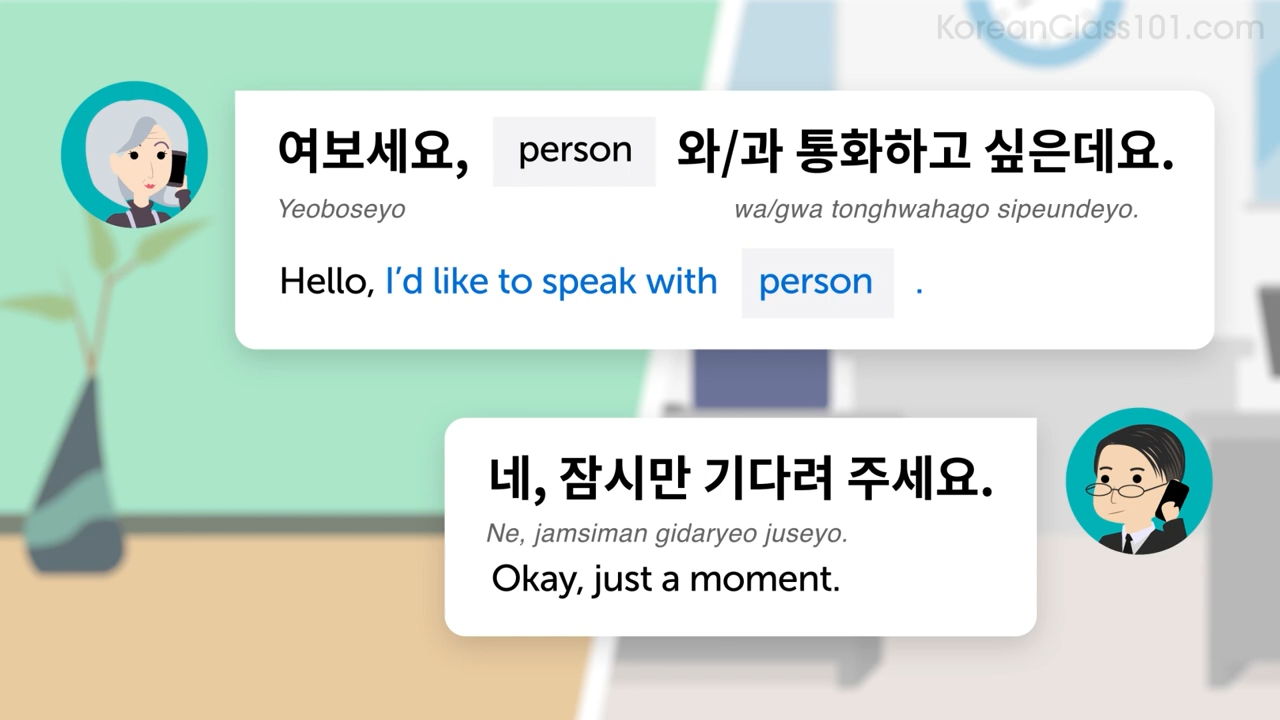 KoreanClass101.com
여보세요, person 와/과 통화하고 싶은데요.
Yeoboseyo wa/gwa tonghwahago sipeundeyo.
Hello, I’d like to speak with person .
네, 잠시만 기다려 주세요.
Ne, jamsiman gidaryeo juseyo.
Okay, just a moment.